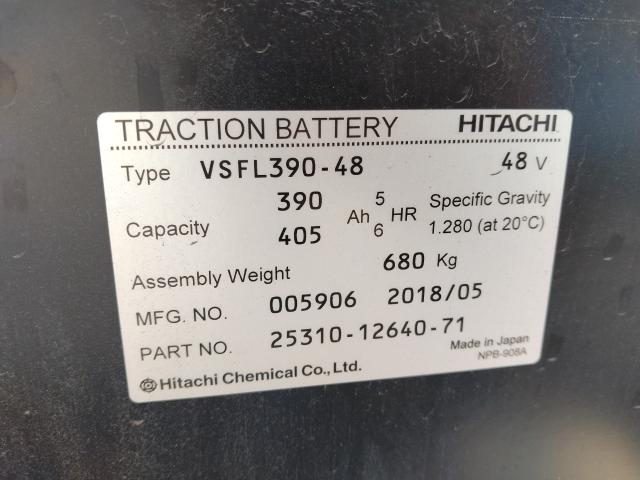 TRACTION BATTERY HITACHI
Type VSFL390-48 48 V
Capacity 390 Ah 5 HR Specific Gravity
405 6 1.280 (at 20°C)
Assembly Weight 680 Kg
MFG. NO. 005906 2018/05
PART NO. 25310-12640-71 Made in Japan
NPB-908A
Hitachi Chemical Co., Ltd.